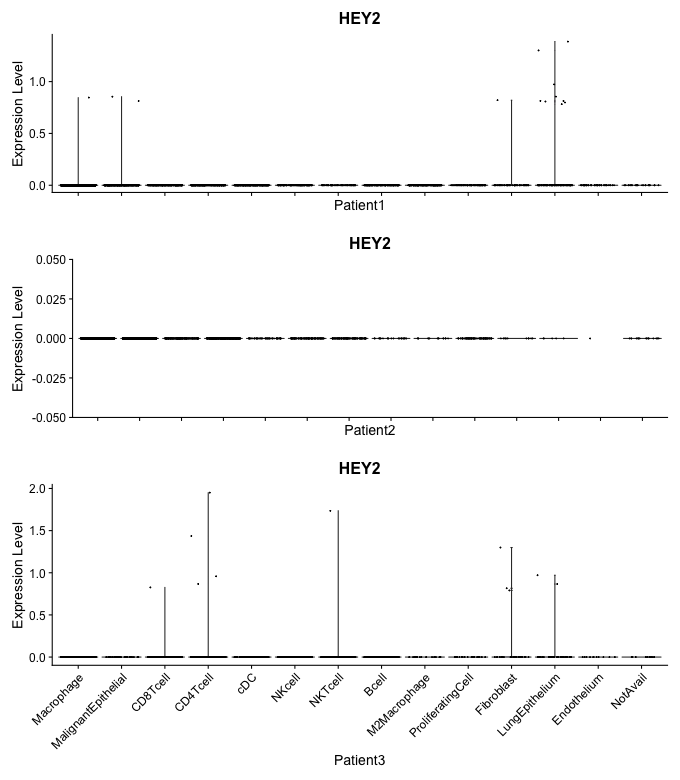 HEY2
Expression Level
1.0
0.5
0.0
Patient1
HEY2
Expression Level
0.050
0.025
0.000
-0.025
-0.050
Patient2
HEY2
Expression Level
2.0
1.5
1.0
0.5
0.0
Macrophage
MalignantEpithelial
CD8Tcell
CD4Tcell
cDC
NKcell
NKTcell
Bcell
M2Macrophage
ProliferatingCell
Fibroblast
LungEpithelium
Endothelium
NotAvail
Patient3